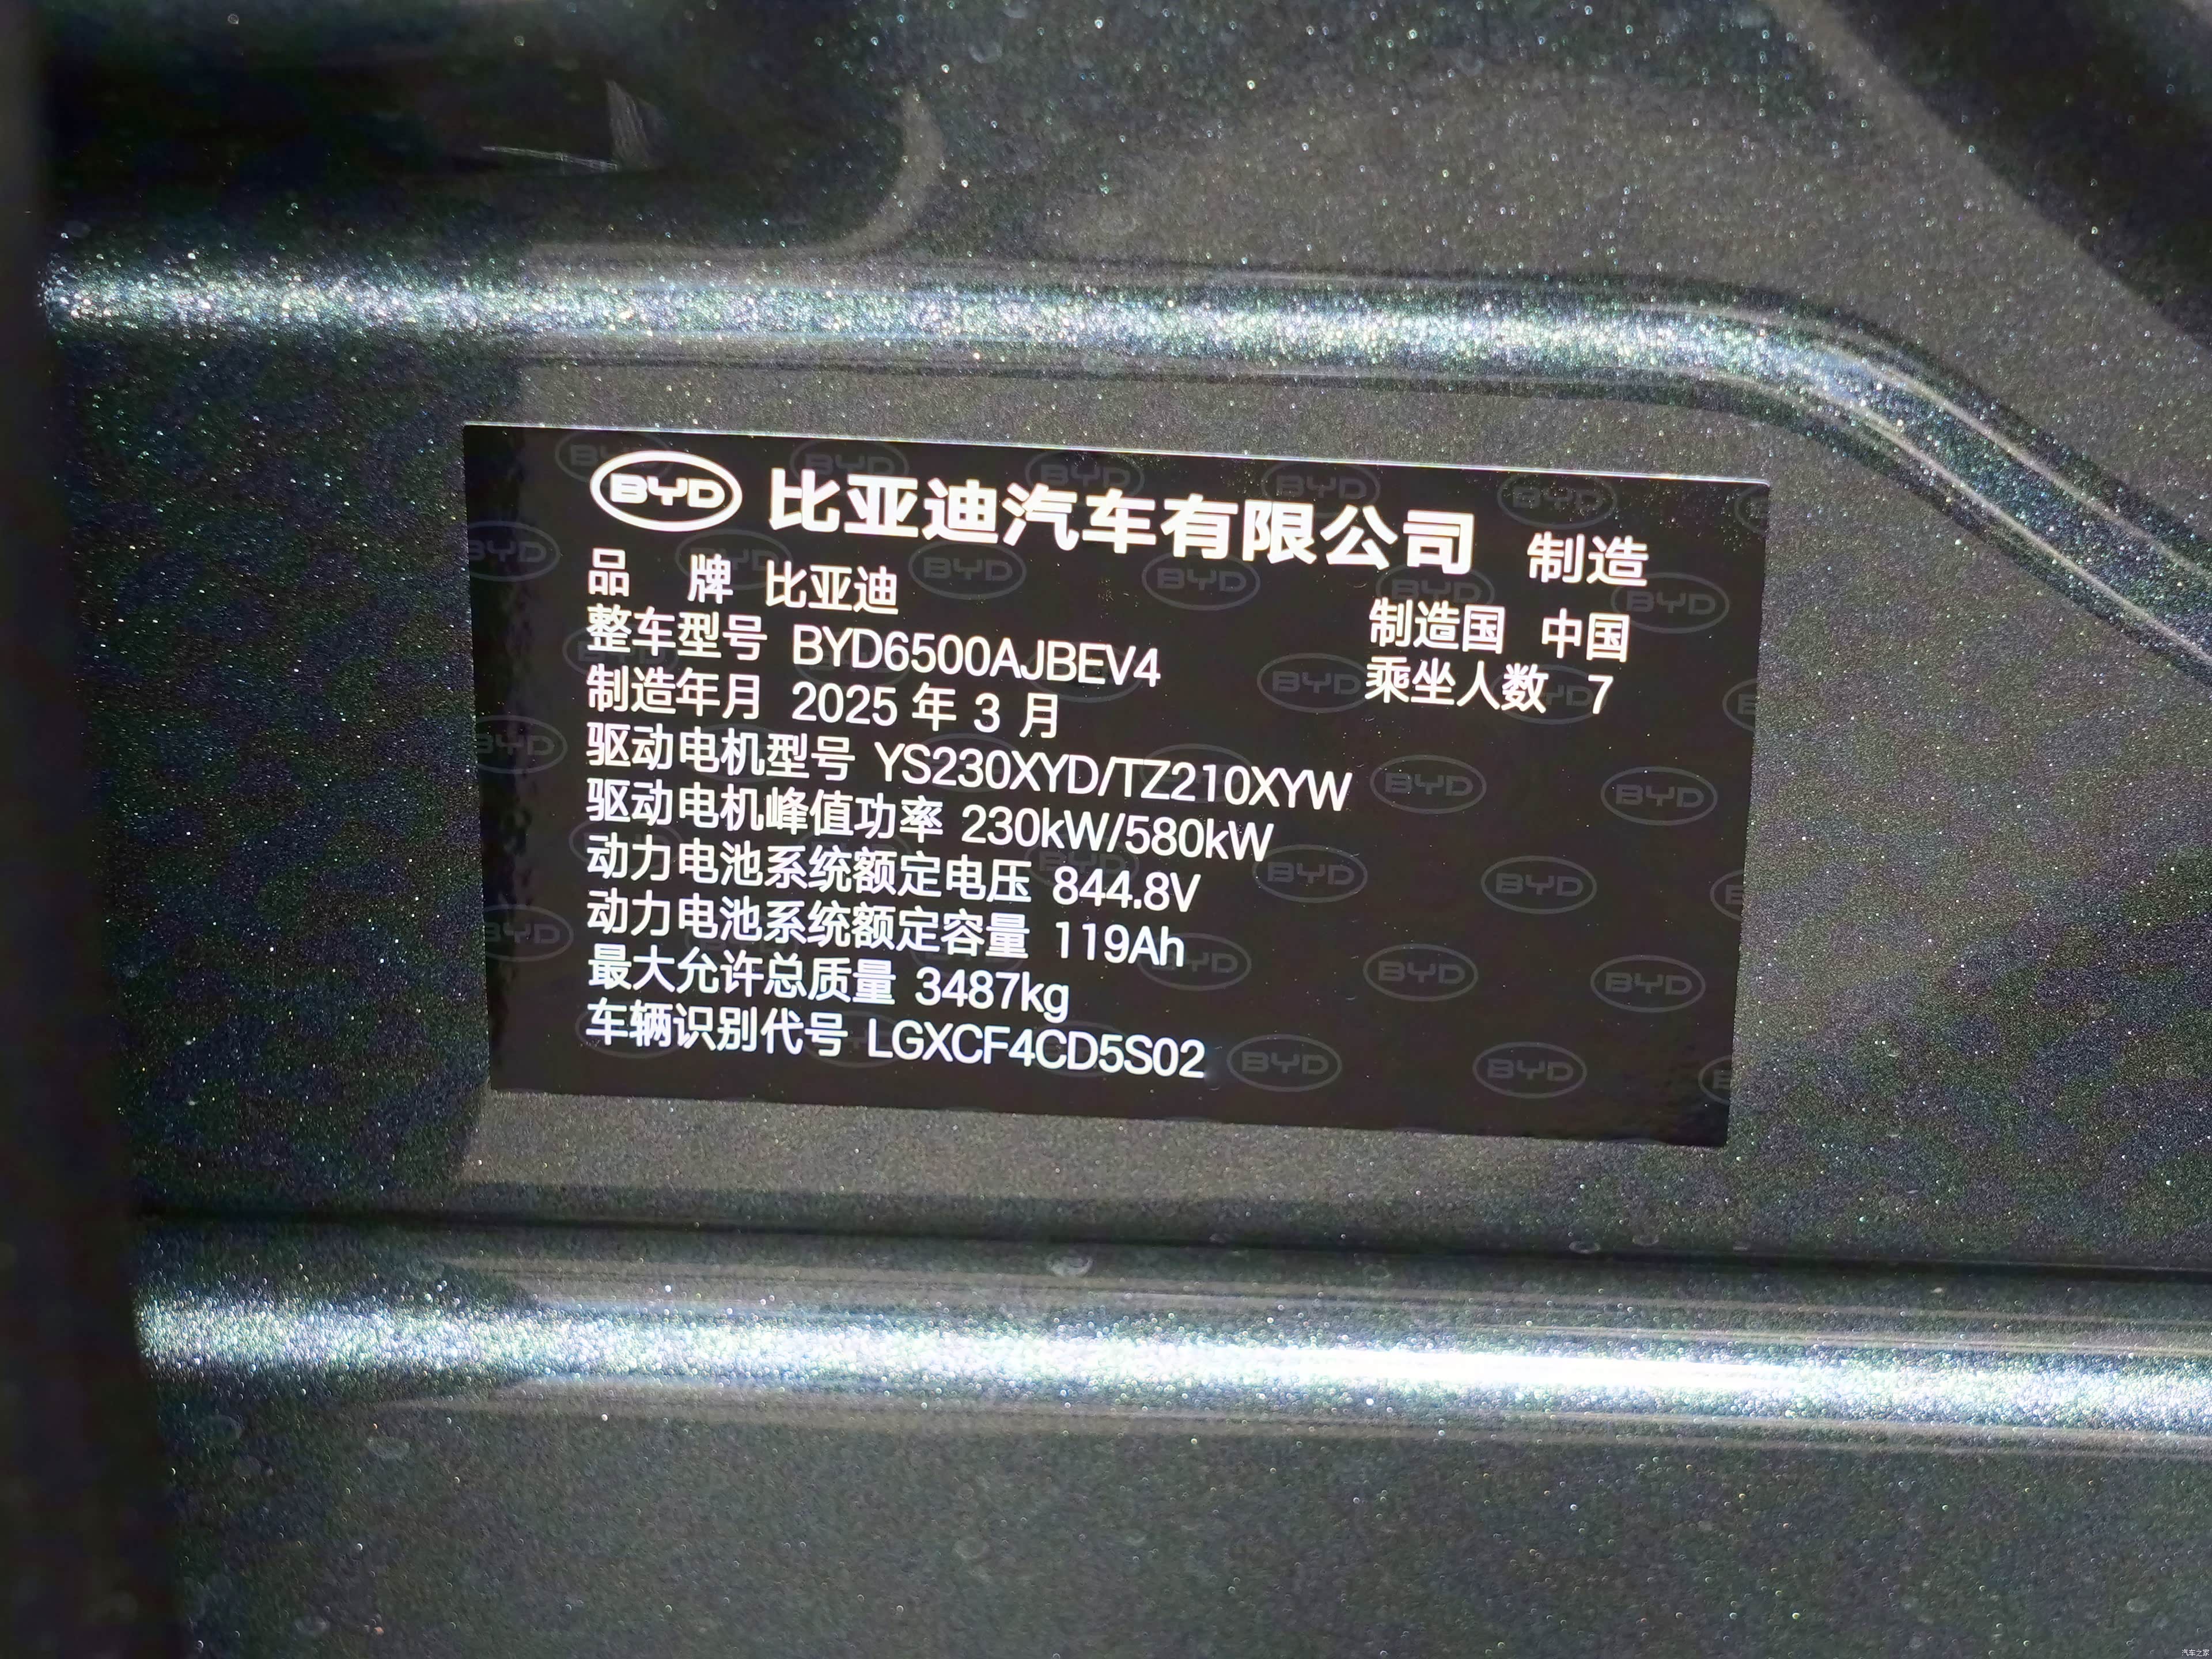 BYD 比亚迪汽车有限公司 制造
品 牌 比亚迪 制造国 中国
整车型号 BYD6500AJBEV4 乘坐人数 7
制造年月 2025 年 3 月
驱动电机型号 YS230XYD/TZ210XYW
驱动电机峰值功率 230kW/580kW
动力电池系统额定电压 844.8V
动力电池系统额定容量 119Ah
最大允许总质量 3487kg
车辆识别代号 LGXCF4CD5S02
汽车之家